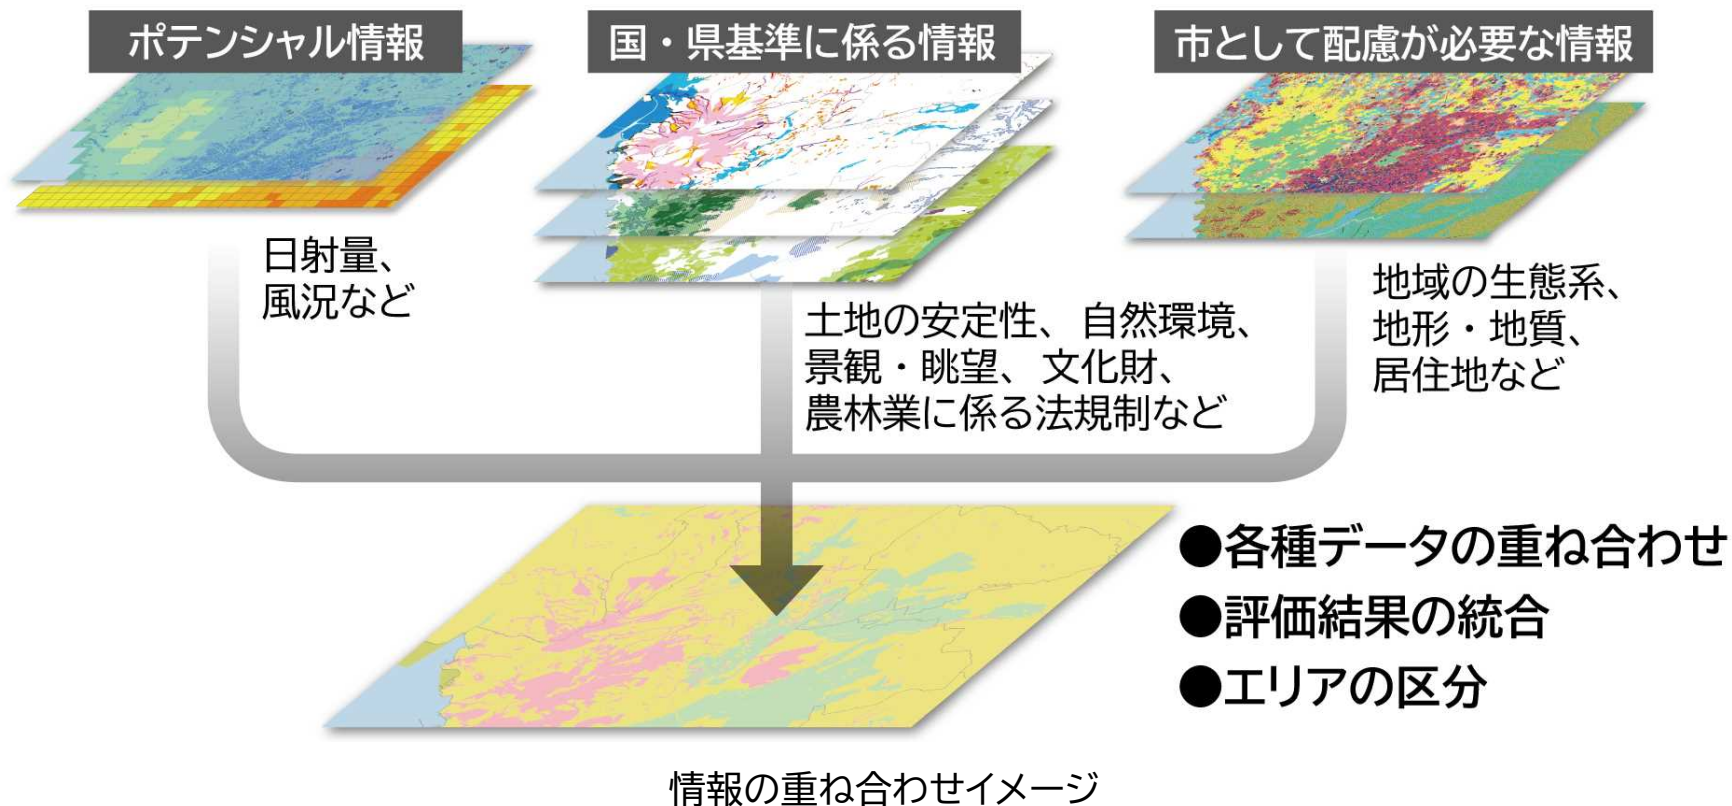 ポテンシャル情報
国・県基準に係る情報
市として配慮が必要な情報
日射量、
風況など
土地の安定性、自然環境、
景観・眺望、文化財、
農林業に係る法規制など
地域の生態系、
地形・地質、
居住地など
●各種データの重ね合わせ
●評価結果の統合
●エリアの区分
情報の重ね合わせイメージ